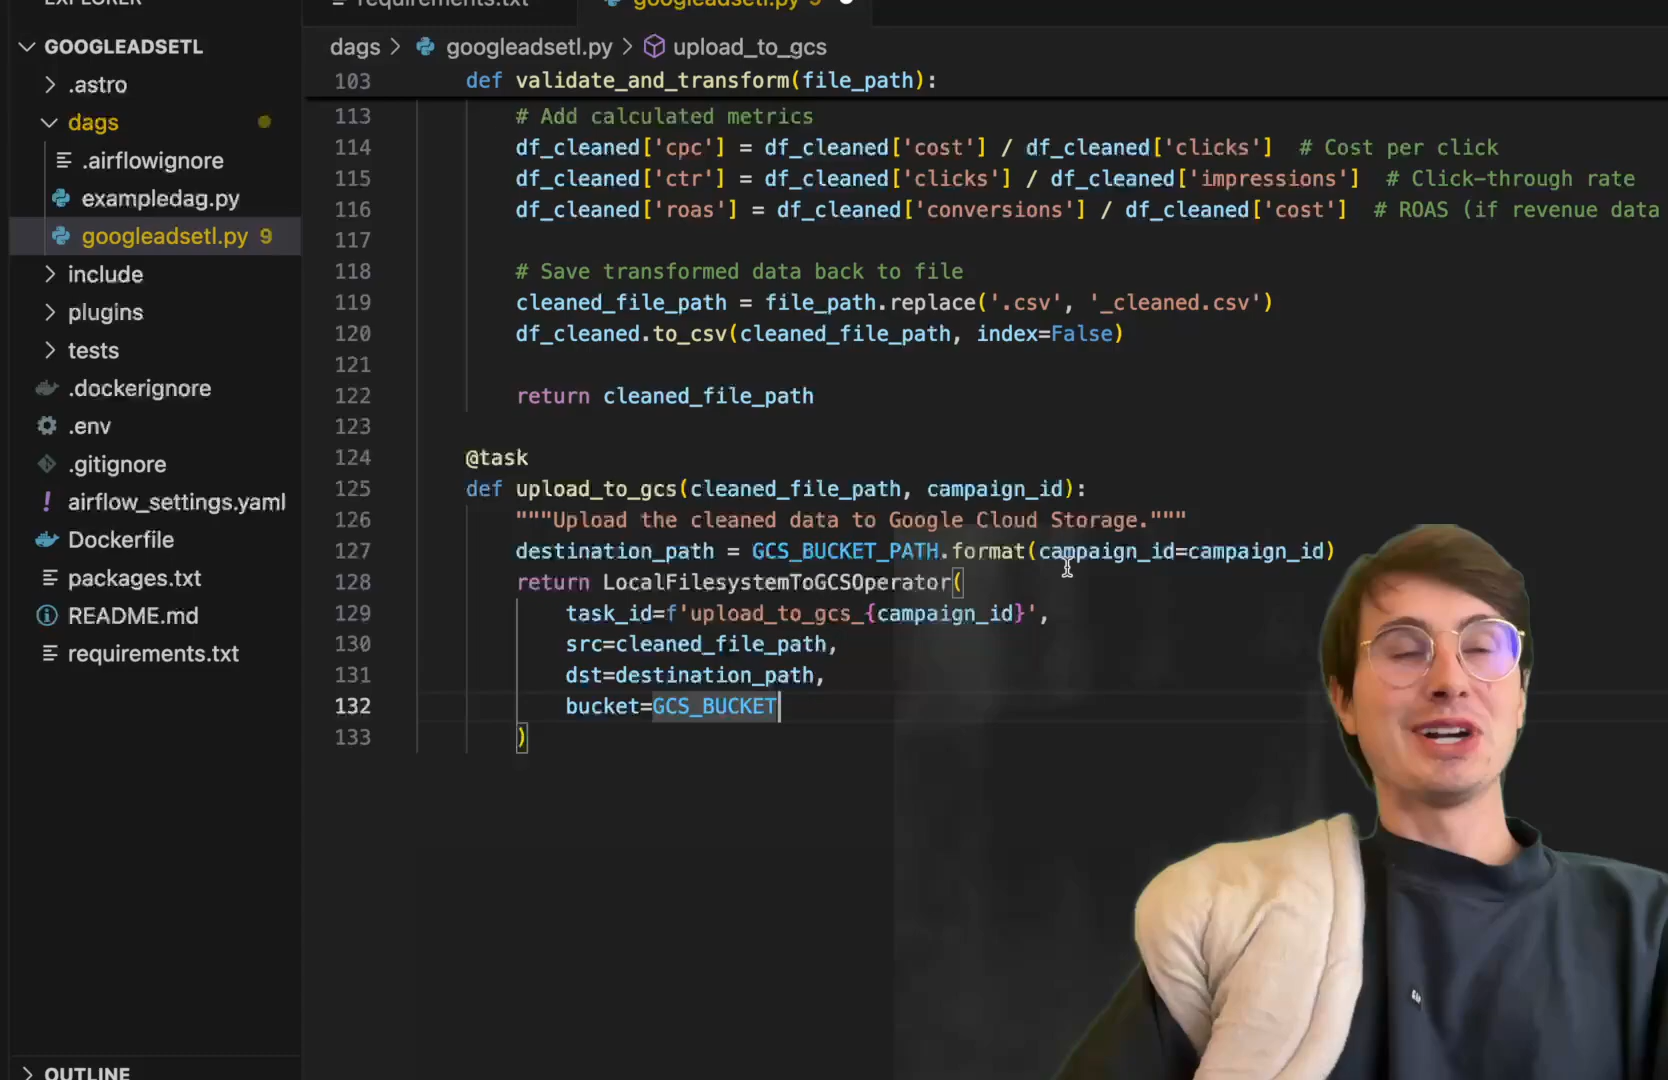 EXPLORER
GOOGLEADSETL
.astro
dags
.airflowignore
exampledag.py
googleadsetl.py 9
include
plugins
tests
.dockerignore
.env
.gitignore
airflow_settings.yaml
Dockerfile
packages.txt
README.md
requirements.txt
OUTLINE
requirements.txt
googleadsetl.py 9
dags > googleadsetl.py > upload_to_gcs
103 def validate_and_transform(file_path):
113 # Add calculated metrics
114 df_cleaned['cpc'] = df_cleaned['cost'] / df_cleaned['clicks']  # Cost per click
115 df_cleaned['ctr'] = df_cleaned['clicks'] / df_cleaned['impressions']  # Click-through rate
116 df_cleaned['roas'] = df_cleaned['conversions'] / df_cleaned['cost']  # ROAS (if revenue data
117
118 # Save transformed data back to file
119 cleaned_file_path = file_path.replace('.csv', '_cleaned.csv')
120 df_cleaned.to_csv(cleaned_file_path, index=False)
121
122 return cleaned_file_path
123
124 @task
125 def upload_to_gcs(cleaned_file_path, campaign_id):
126 """Upload the cleaned data to Google Cloud Storage."""
127 destination_path = GCS_BUCKET_PATH.format(campaign_id=campaign_id)
128 return LocalFilesystemToGCSOperator(
129 task_id=f'upload_to_gcs_{campaign_id}',
130 src=cleaned_file_path,
131 dst=destination_path,
132 bucket=GCS_BUCKET
133 )